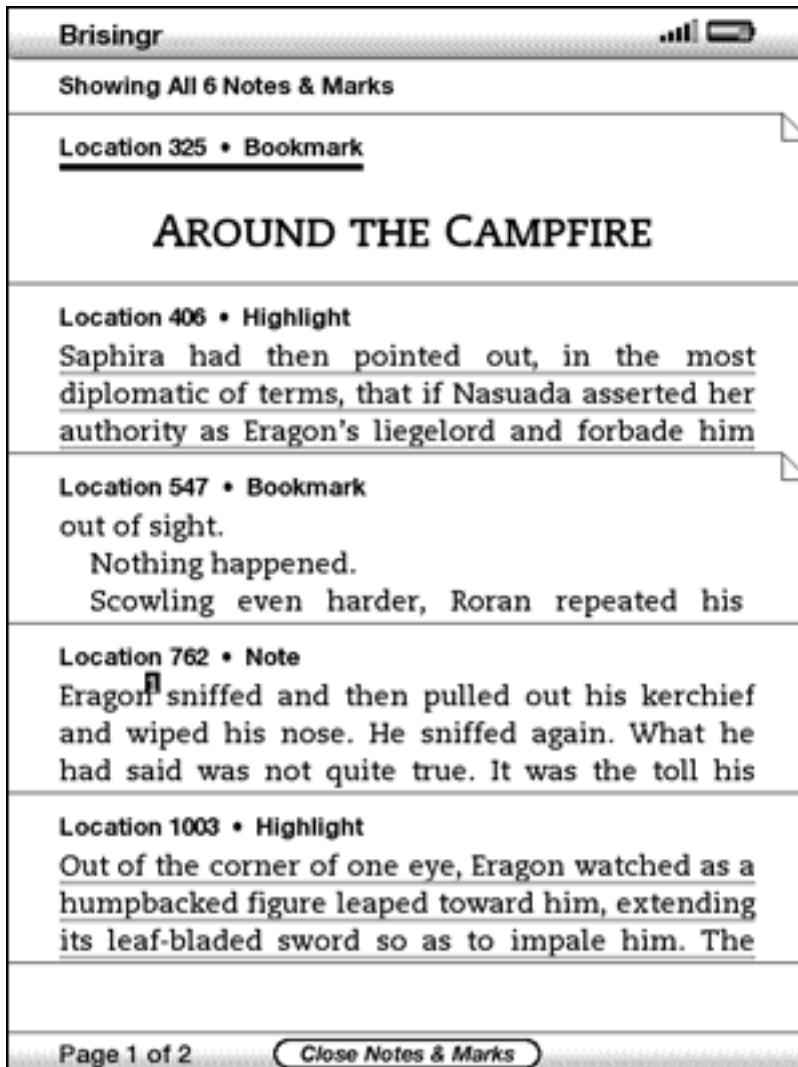 Brisingr
Showing All 6 Notes & Marks
Location 325 • Bookmark
AROUND THE CAMPFIRE
Location 406 • Highlight
Saphira had then pointed out, in the most
diplomatic of terms, that if Nasuada asserted her
authority as Eragon's liegelord and forbade him
Location 547 • Bookmark
out of sight.
Nothing happened.
Scowling even harder, Roran repeated his
Location 762 • Note
Eragon1 sniffed and then pulled out his kerchief
and wiped his nose. He sniffed again. What he
had said was not quite true. It was the toll his
Location 1003 • Highlight
Out of the corner of one eye, Eragon watched as a
humpbacked figure leaped toward him, extending
its leaf-bladed sword so as to impale him. The
Page 1 of 2 Close Notes & Marks